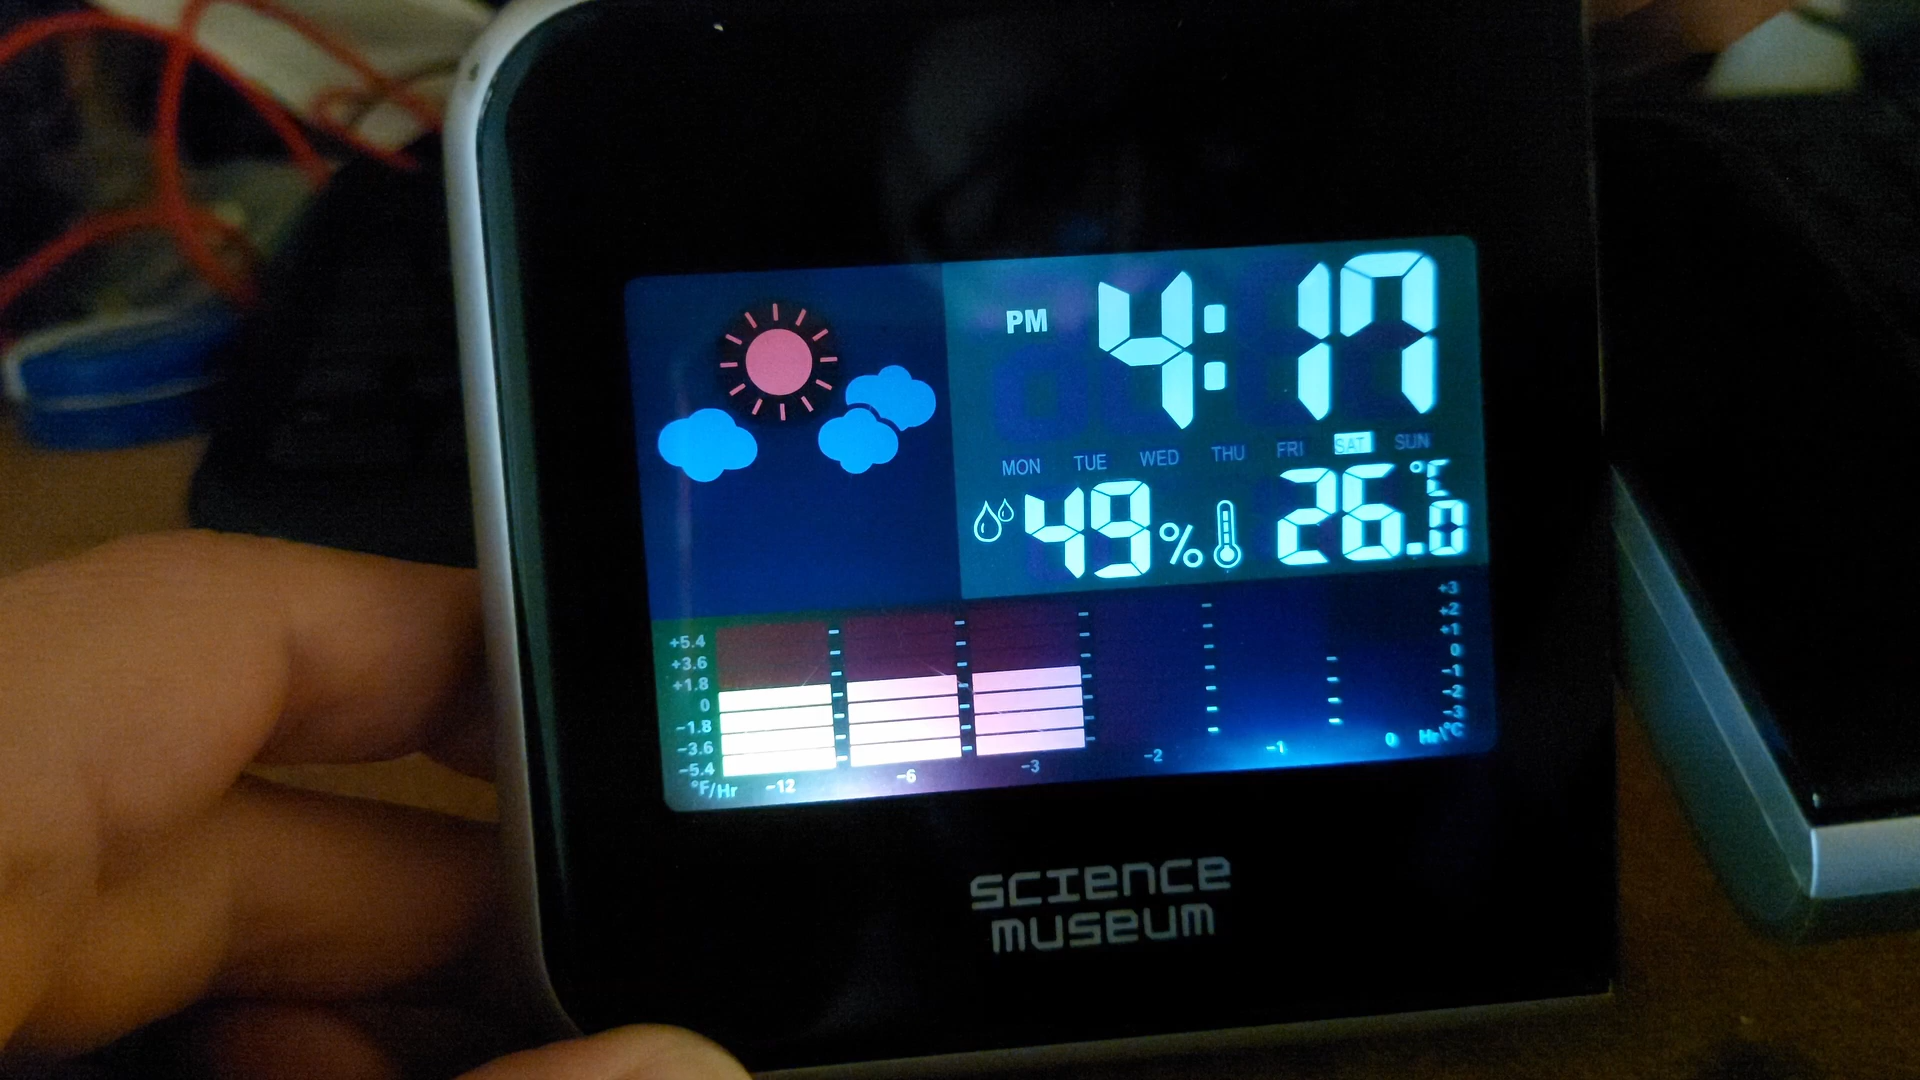 PM 4:17
MON TUE WED THU FRI SAT SUN
49% 26.0 °C
+5.4
+3.6
+1.8
0
-1.8
-3.6
-5.4
°F/Hr
-12 -6 -3 -2 -1 0 Hr\°C
+3
+2
+1
0
-1
-2
-3
SCIENCE
MUSEUM